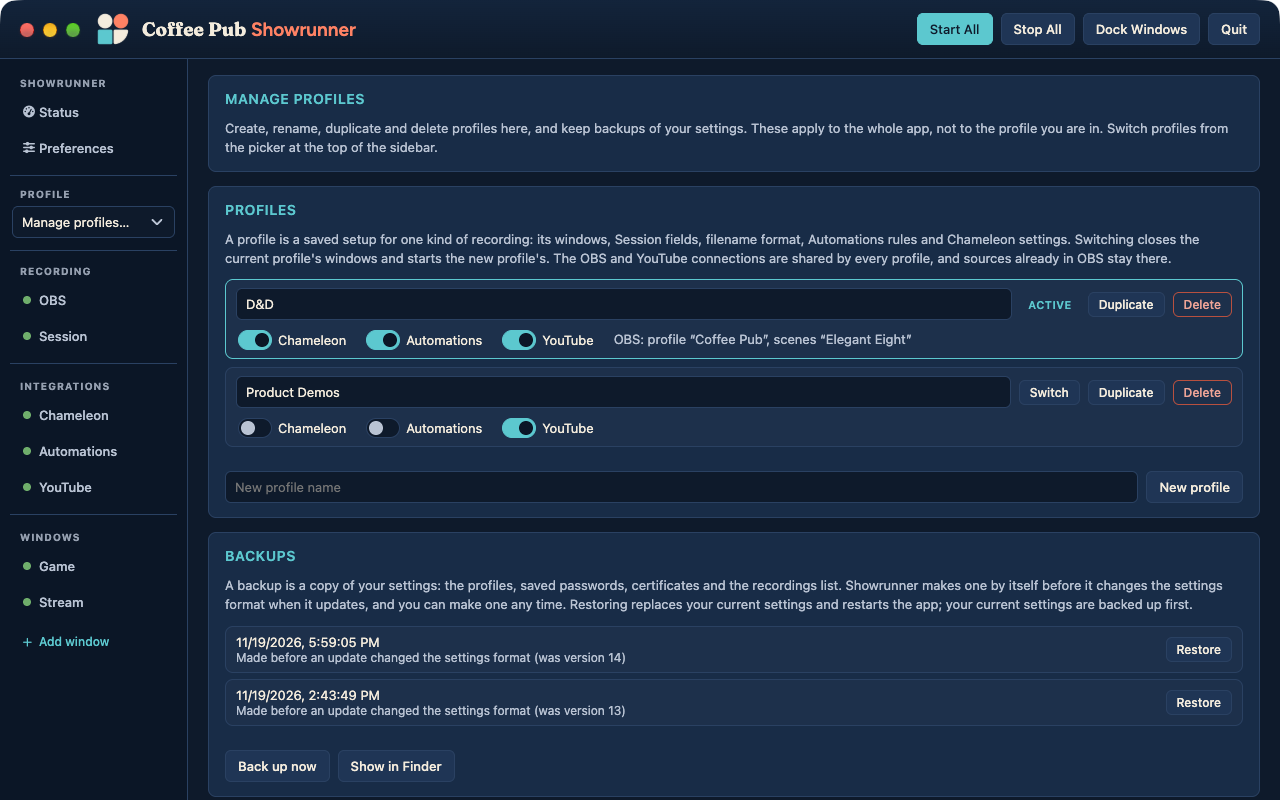 Coffee Pub Showrunner
Start All
Stop All
Dock Windows
Quit
SHOWRUNNER
Status
Preferences
PROFILE
Manage profiles...
RECORDING
OBS
Session
INTEGRATIONS
Chameleon
Automations
YouTube
WINDOWS
Game
Stream
+ Add window
MANAGE PROFILES
Create, rename, duplicate and delete profiles here, and keep backups of your settings. These apply to the whole app, not to the profile you are in. Switch profiles from
the picker at the top of the sidebar.
PROFILES
A profile is a saved setup for one kind of recording: its windows, Session fields, filename format, Automations rules and Chameleon settings. Switching closes the
current profile's windows and starts the new profile's. The OBS and YouTube connections are shared by every profile, and sources already in OBS stay there.
D&D
ACTIVE
Duplicate
Delete
Chameleon
Automations
YouTube
OBS: profile “Coffee Pub”, scenes “Elegant Eight”
Product Demos
Switch
Duplicate
Delete
Chameleon
Automations
YouTube
New profile name
New profile
BACKUPS
A backup is a copy of your settings: the profiles, saved passwords, certificates and the recordings list. Showrunner makes one by itself before it changes the settings
format when it updates, and you can make one any time. Restoring replaces your current settings and restarts the app; your current settings are backed up first.
11/19/2026, 5:59:05 PM
Made before an update changed the settings format (was version 14)
Restore
11/19/2026, 2:43:49 PM
Made before an update changed the settings format (was version 13)
Restore
Back up now
Show in Finder